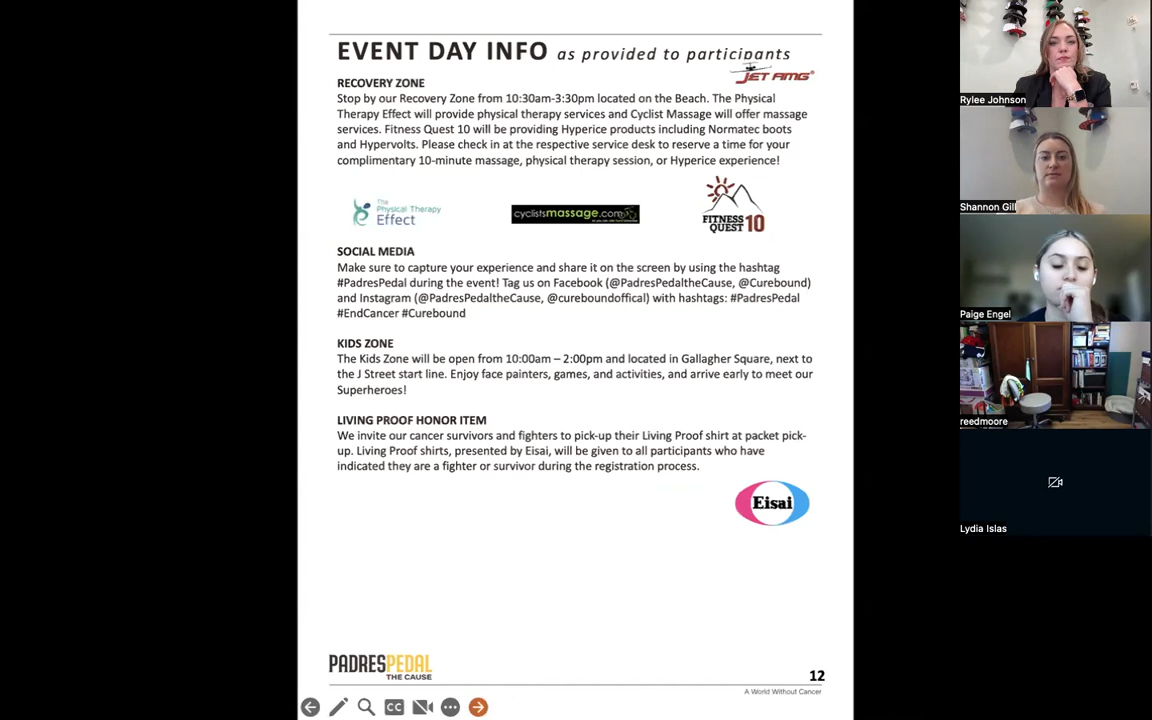 EVENT DAY INFO as provided to participants
JET AMG
RECOVERY ZONE
Stop by our Recovery Zone from 10:30am-3:30pm located on the Beach. The Physical
Therapy Effect will provide physical therapy services and Cyclist Massage will offer massage
services. Fitness Quest 10 will be providing Hyperice products including Normatec boots
and Hypervolts. Please check in at the respective service desk to reserve a time for your
complimentary 10-minute massage, physical therapy session, or Hyperice experience!
The
Physical Therapy
Effect
cyclistsmassage.com
FITNESS
QUEST 10
SOCIAL MEDIA
Make sure to capture your experience and share it on the screen by using the hashtag
#PadresPedal during the event! Tag us on Facebook (@PadresPedaltheCause, @Curebound)
and Instagram (@PadresPedaltheCause, @cureboundoffical) with hashtags: #PadresPedal
#EndCancer #Curebound
KIDS ZONE
The Kids Zone will be open from 10:00am – 2:00pm and located in Gallagher Square, next to
the J Street start line. Enjoy face painters, games, and activities, and arrive early to meet our
Superheroes!
LIVING PROOF HONOR ITEM
We invite our cancer survivors and fighters to pick-up their Living Proof shirt at packet pick-
up. Living Proof shirts, presented by Eisai, will be given to all participants who have
indicated they are a fighter or survivor during the registration process.
Eisai
PADRESPEDAL
THE CAUSE
12
A World Without Cancer
CC
Rylee Johnson
Shannon Gill
Paige Engel
reedmoore
Lydia Islas